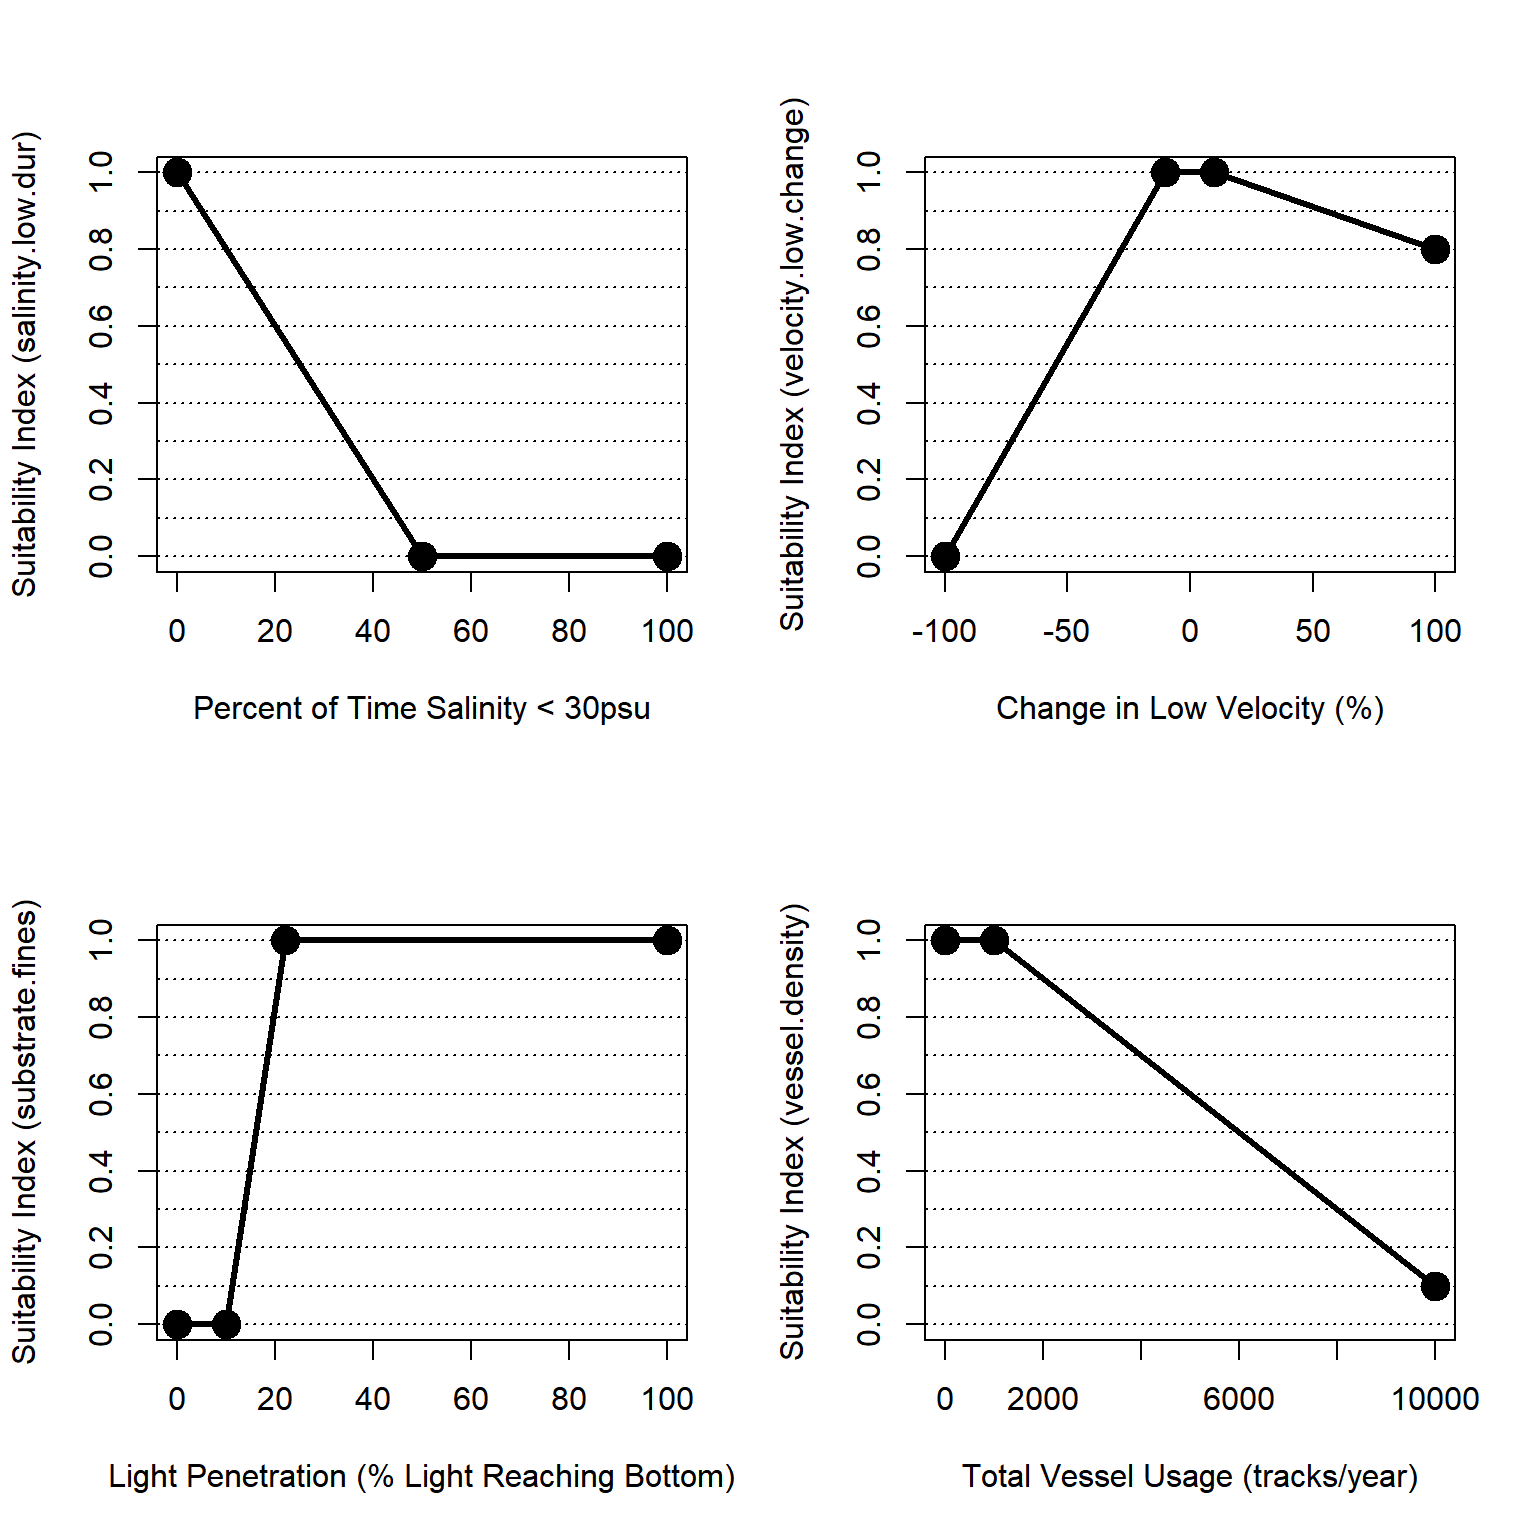 Suitability Index (salinity.low.dur)
1.0
0.8
0.6
0.4
0.2
0.0
0 20 40 60 80 100
Percent of Time Salinity < 30psu
Suitability Index (velocity.low.change)
1.0
0.8
0.6
0.4
0.2
0.0
-100 -50 0 50 100
Change in Low Velocity (%)
Suitability Index (substrate.fines)
1.0
0.8
0.6
0.4
0.2
0.0
0 20 40 60 80 100
Light Penetration (% Light Reaching Bottom)
Suitability Index (vessel.density)
1.0
0.8
0.6
0.4
0.2
0.0
0 2000 6000 10000
Total Vessel Usage (tracks/year)